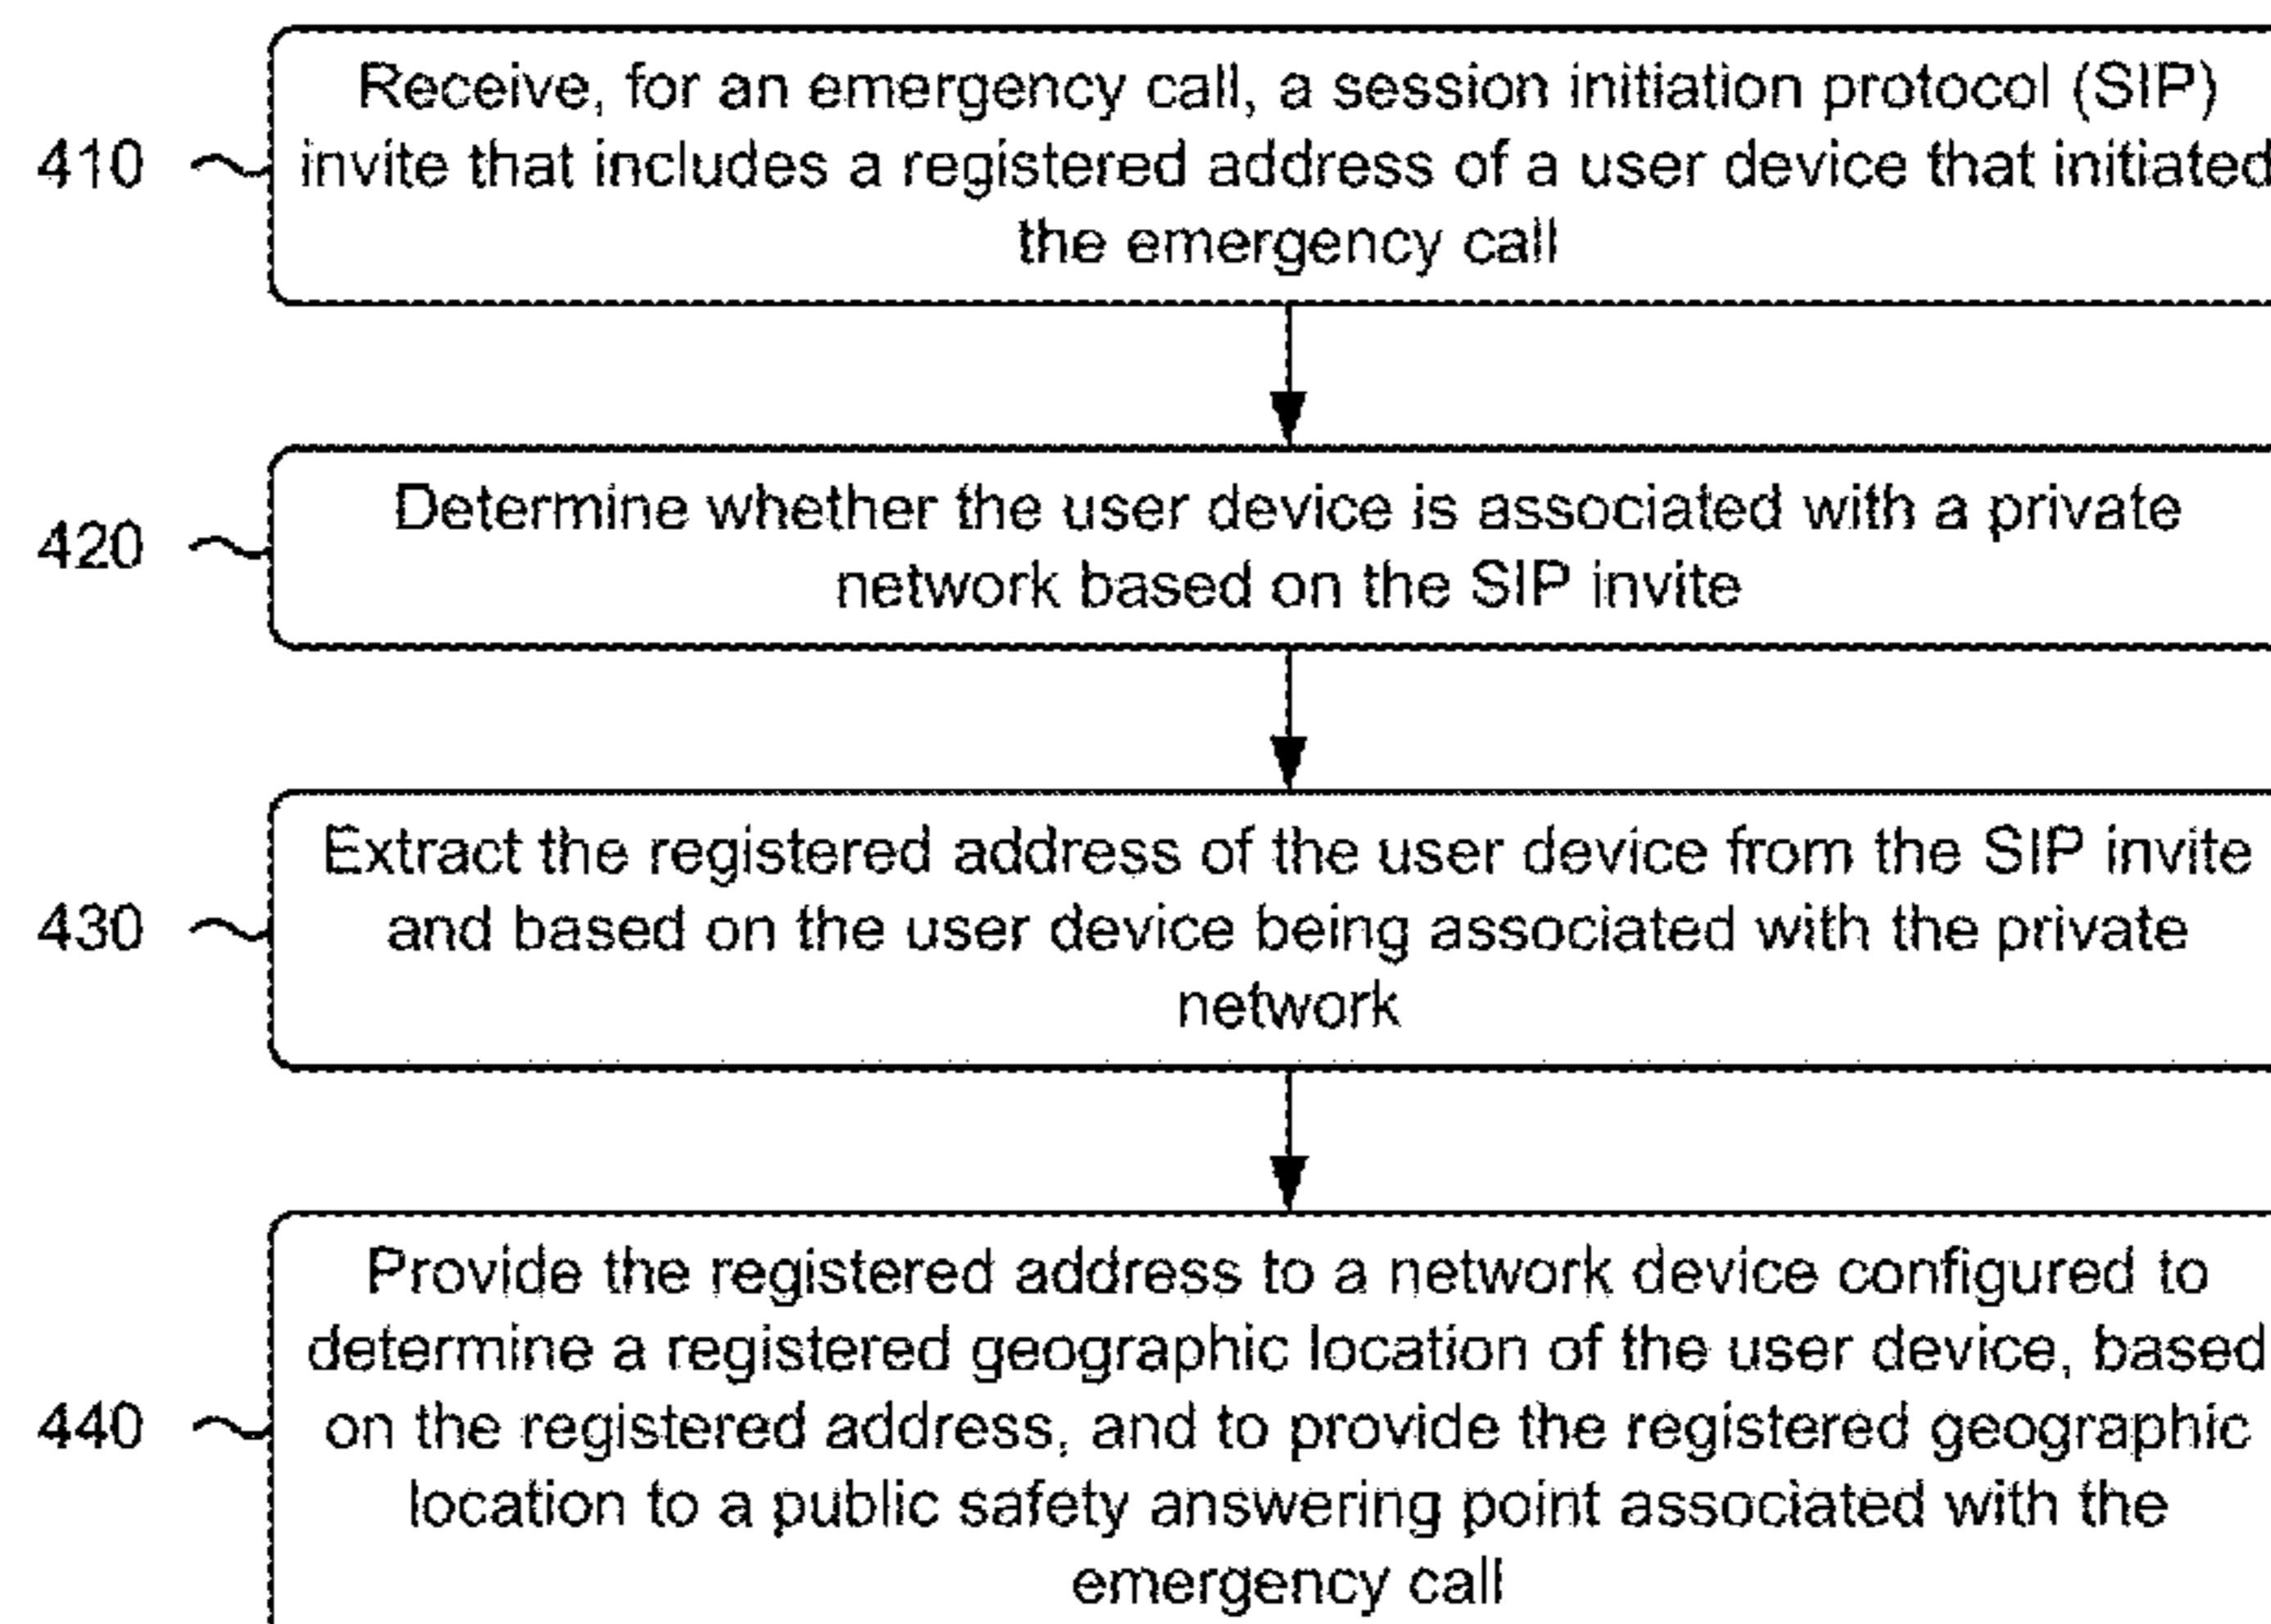 Receive, for an emergency call, a session initiation protocol (SIP)
410 invite that includes a registered address of a user device that initiated
the emergency call
Determine whether the user device is associated with a private
420 network based on the SIP invite
Extract the registered address of the user device from the SIP invite
430 and based on the user device being associated with the private
network
Provide the registered address to a network device configured to
determine a registered geographic location of the user device, based
440 on the registered address, and to provide the registered geographic
location to a public safety answering point associated with the
emergency call